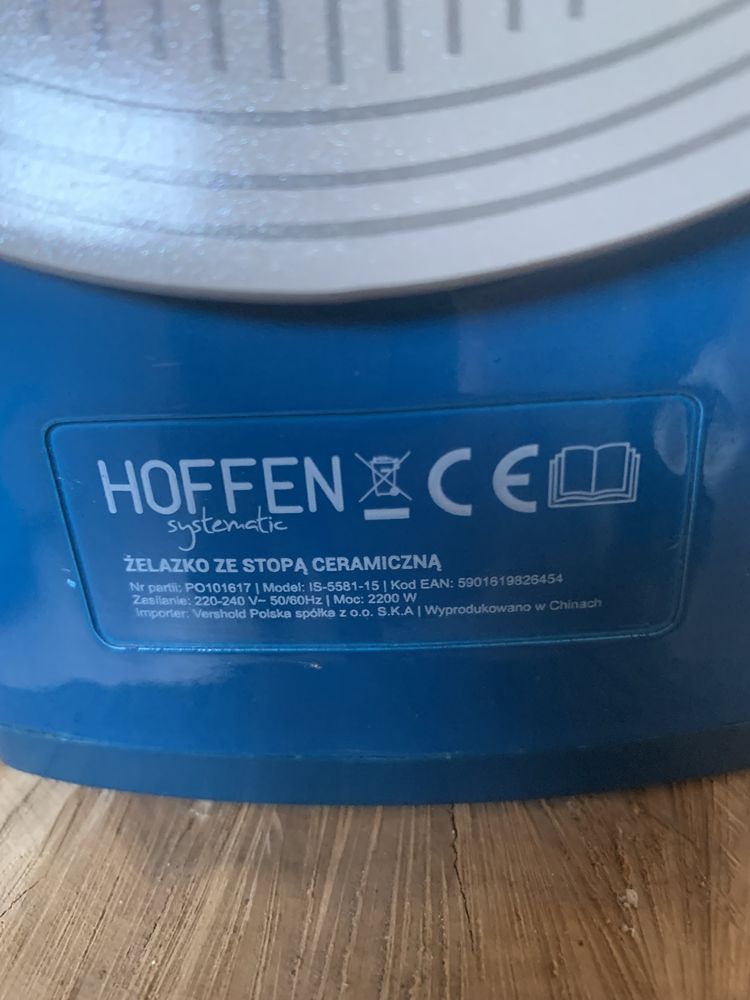 HOFFEN CE
systematic
ŻELAZKO ZE STOPĄ CERAMICZNĄ
Nr partii: PO101617 | Model: IS-5581-15 | Kod EAN: 5901619826454
Zasilanie: 220-240 V~ 50/60Hz | Moc: 2200 W
Importer: Vershold Polska spółka z o.o. S.K.A | Wyprodukowano w Chinach